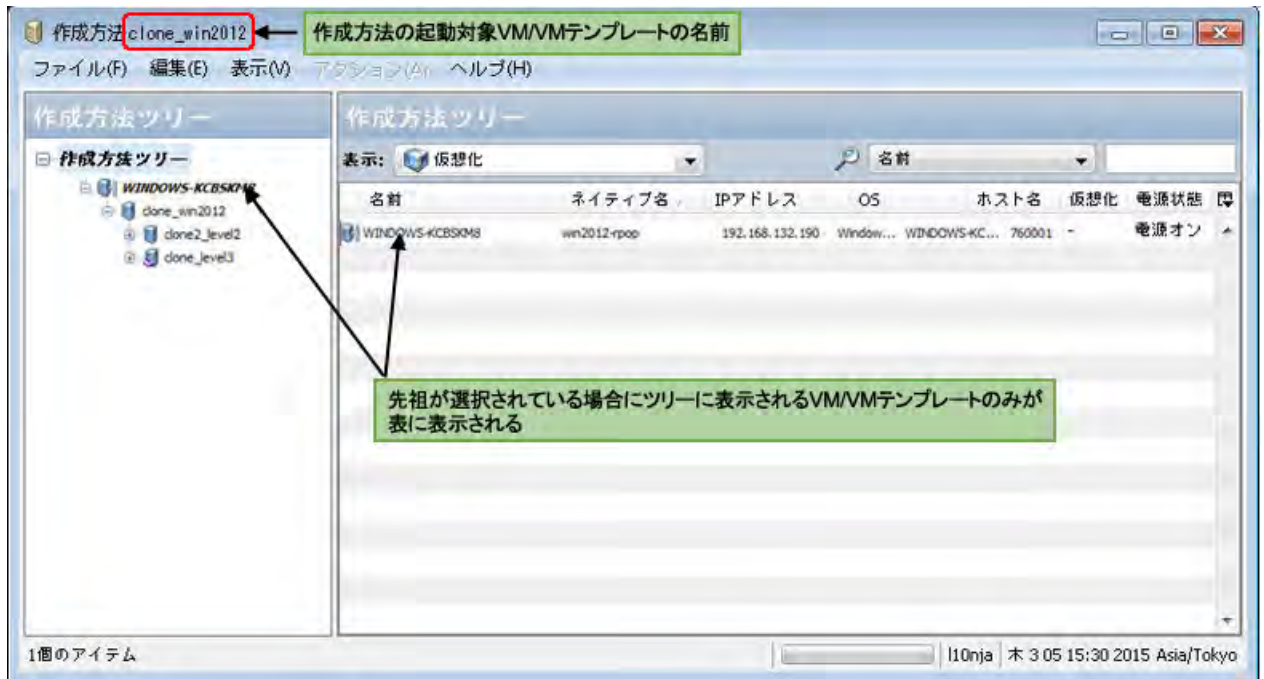 作成方法 clone_win2012
作成方法の起動対象VM/VMテンプレートの名前
ファイル(F) 編集(E) 表示(V) アクション(A) ヘルプ(H)
作成方法ツリー
作成方法ツリー
WINDOWS-KCBSKM8
clone_win2012
clone2_level2
clone_level3
作成方法ツリー
表示: 仮想化
名前
名前 ネイティブ名 IPアドレス OS ホスト名 仮想化 電源状態
WINDOWS-KCBSKM8 win2012-rpop 192.168.132.190 Window... WINDOWS-KC... 760001 - 電源オン
先祖が選択されている場合にツリーに表示されるVM/VMテンプレートのみが
表に表示される
1個のアイテム
l10nja 木 3 05 15:30 2015 Asia/Tokyo